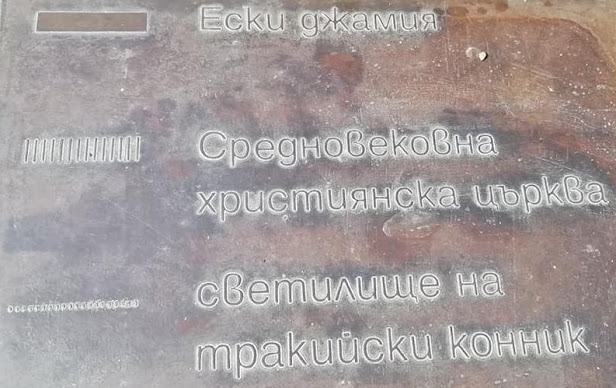 Ески джамия
Средновековна
християнска църква
светилище на
тракийски конник